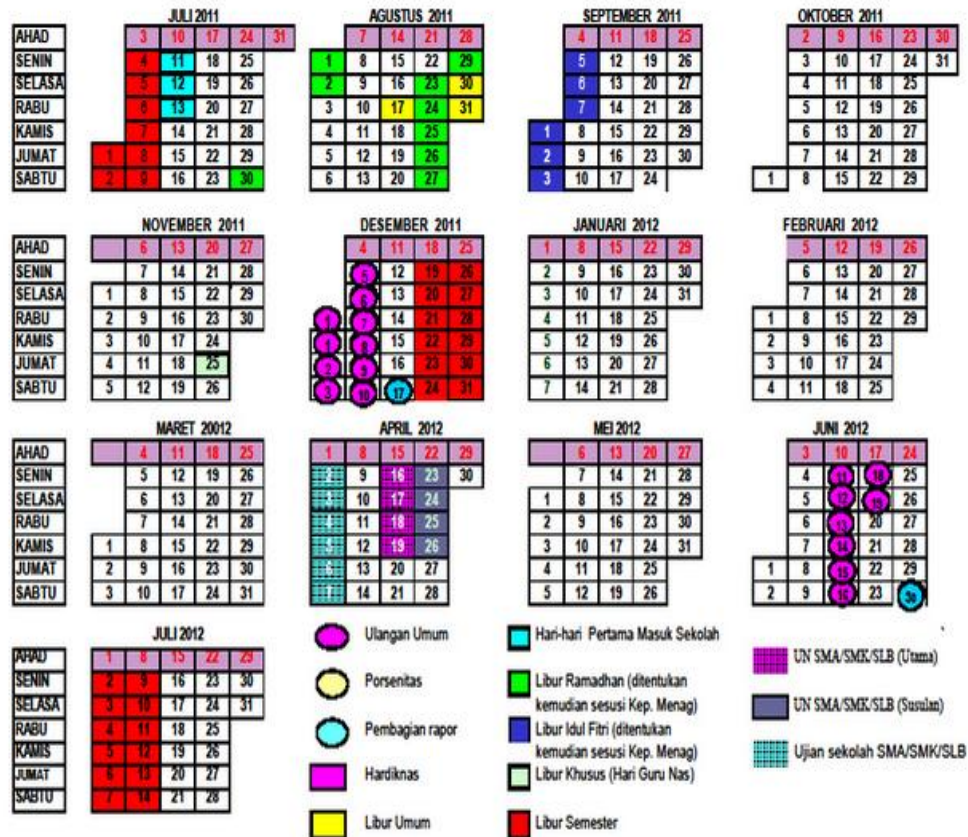 JULI 2011 AGUSTUS 2011 SEPTEMBER 2011 OKTOBER 2011
AHAD 3 10 17 24 31 7 14 21 28 4 11 18 25 2 9 16 23 30
SENIN 4 11 18 25 1 8 15 22 29 5 12 19 26 3 10 17 24 31
SELASA 5 12 19 26 2 9 16 23 30 6 13 20 27 4 11 18 25
RABU 6 13 20 27 3 10 17 24 31 7 14 21 28 5 12 19 26
KAMIS 7 14 21 28 4 11 18 25 1 8 15 22 29 6 13 20 27
JUMAT 1 8 15 22 29 5 12 19 26 2 9 16 23 30 7 14 21 28
SABTU 2 9 16 23 30 6 13 20 27 3 10 17 24 1 8 15 22 29
NOVEMBER 2011 DESEMBER 2011 JANUARI 2012 FEBRUARI 2012
AHAD 6 13 20 27 4 11 18 25 1 8 15 22 29 5 12 19 26
SENIN 7 14 21 28 5 12 19 26 2 9 16 23 30 6 13 20 27
SELASA 1 8 15 22 29 6 13 20 27 3 10 17 24 31 7 14 21 28
RABU 2 9 16 23 30 1 7 14 21 28 4 11 18 25 1 8 15 22 29
KAMIS 3 10 17 24 1 8 15 22 29 5 12 19 26 2 9 16 23
JUMAT 4 11 18 25 2 9 16 23 30 6 13 20 27 3 10 17 24
SABTU 5 12 19 26 3 10 17 24 31 7 14 21 28 4 11 18 25
MARET 20012 APRIL 2012 MEI 2012 JUNI 2012
AHAD 4 11 18 25 1 8 15 22 29 6 13 20 27 3 10 17 24
SENIN 5 12 19 26 2 9 16 23 30 7 14 21 28 4 11 18 25
SELASA 6 13 20 27 3 10 17 24 1 8 15 22 29 5 12 19 26
RABU 7 14 21 28 4 11 18 25 2 9 16 23 30 6 13 20 27
KAMIS 1 8 15 22 29 5 12 19 26 3 10 17 24 31 7 14 21 28
JUMAT 2 9 16 23 30 6 13 20 27 4 11 18 25 1 8 15 22 29
SABTU 3 10 17 24 31 7 14 21 28 5 12 19 26 2 9 16 23 30
JULI 2012
AHAD 1 8 15 22 29
SENIN 2 9 16 23 30
SELASA 3 10 17 24 31
RABU 4 11 18 25
KAMIS 5 12 19 26
JUMAT 6 13 20 27
SABTU 7 14 21 28
Ulangan Umum
Porsenitas
Pembagian rapor
Hardiknas
Libur Umum
Hari-hari Pertama Masuk Sekolah
Libur Ramadhan (ditentukan
kemudian sesusi Kep. Menag)
Libur Idul Fitri (ditentukan
kemudian sesusi Kep. Menag)
Libur Khusus (Hari Guru Nas)
Libur Semester
UN SMA/SMK/SLB (Utama)
UN SMA/SMK/SLB (Susulan)
Ujian sekolah SMA/SMK/SLB